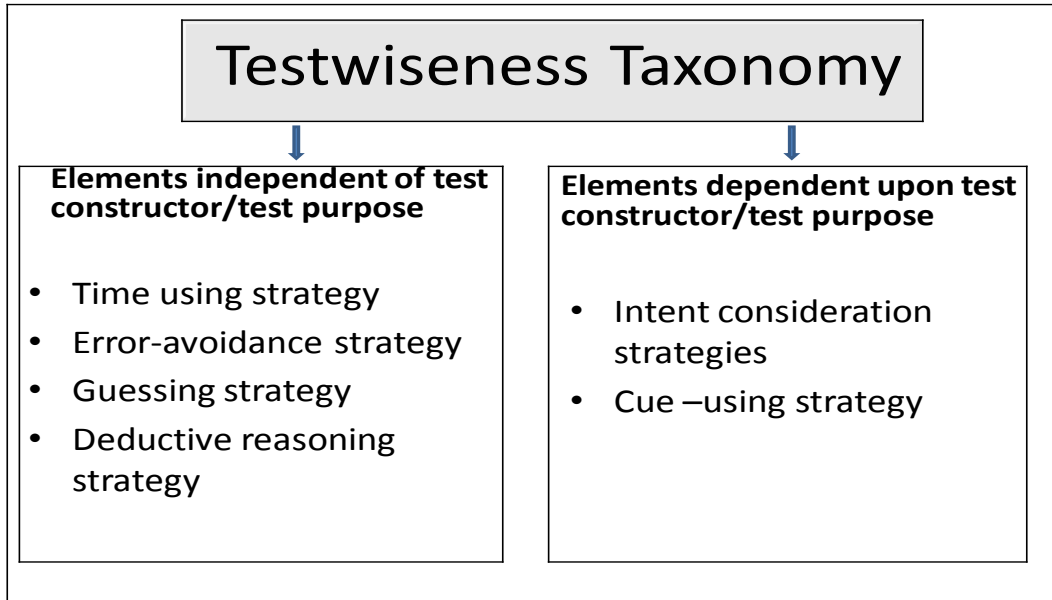 Testwiseness Taxonomy
Elements independent of test
constructor/test purpose
• Time using strategy
• Error-avoidance strategy
• Guessing strategy
• Deductive reasoning
strategy
Elements dependent upon test
constructor/test purpose
• Intent consideration
strategies
• Cue –using strategy